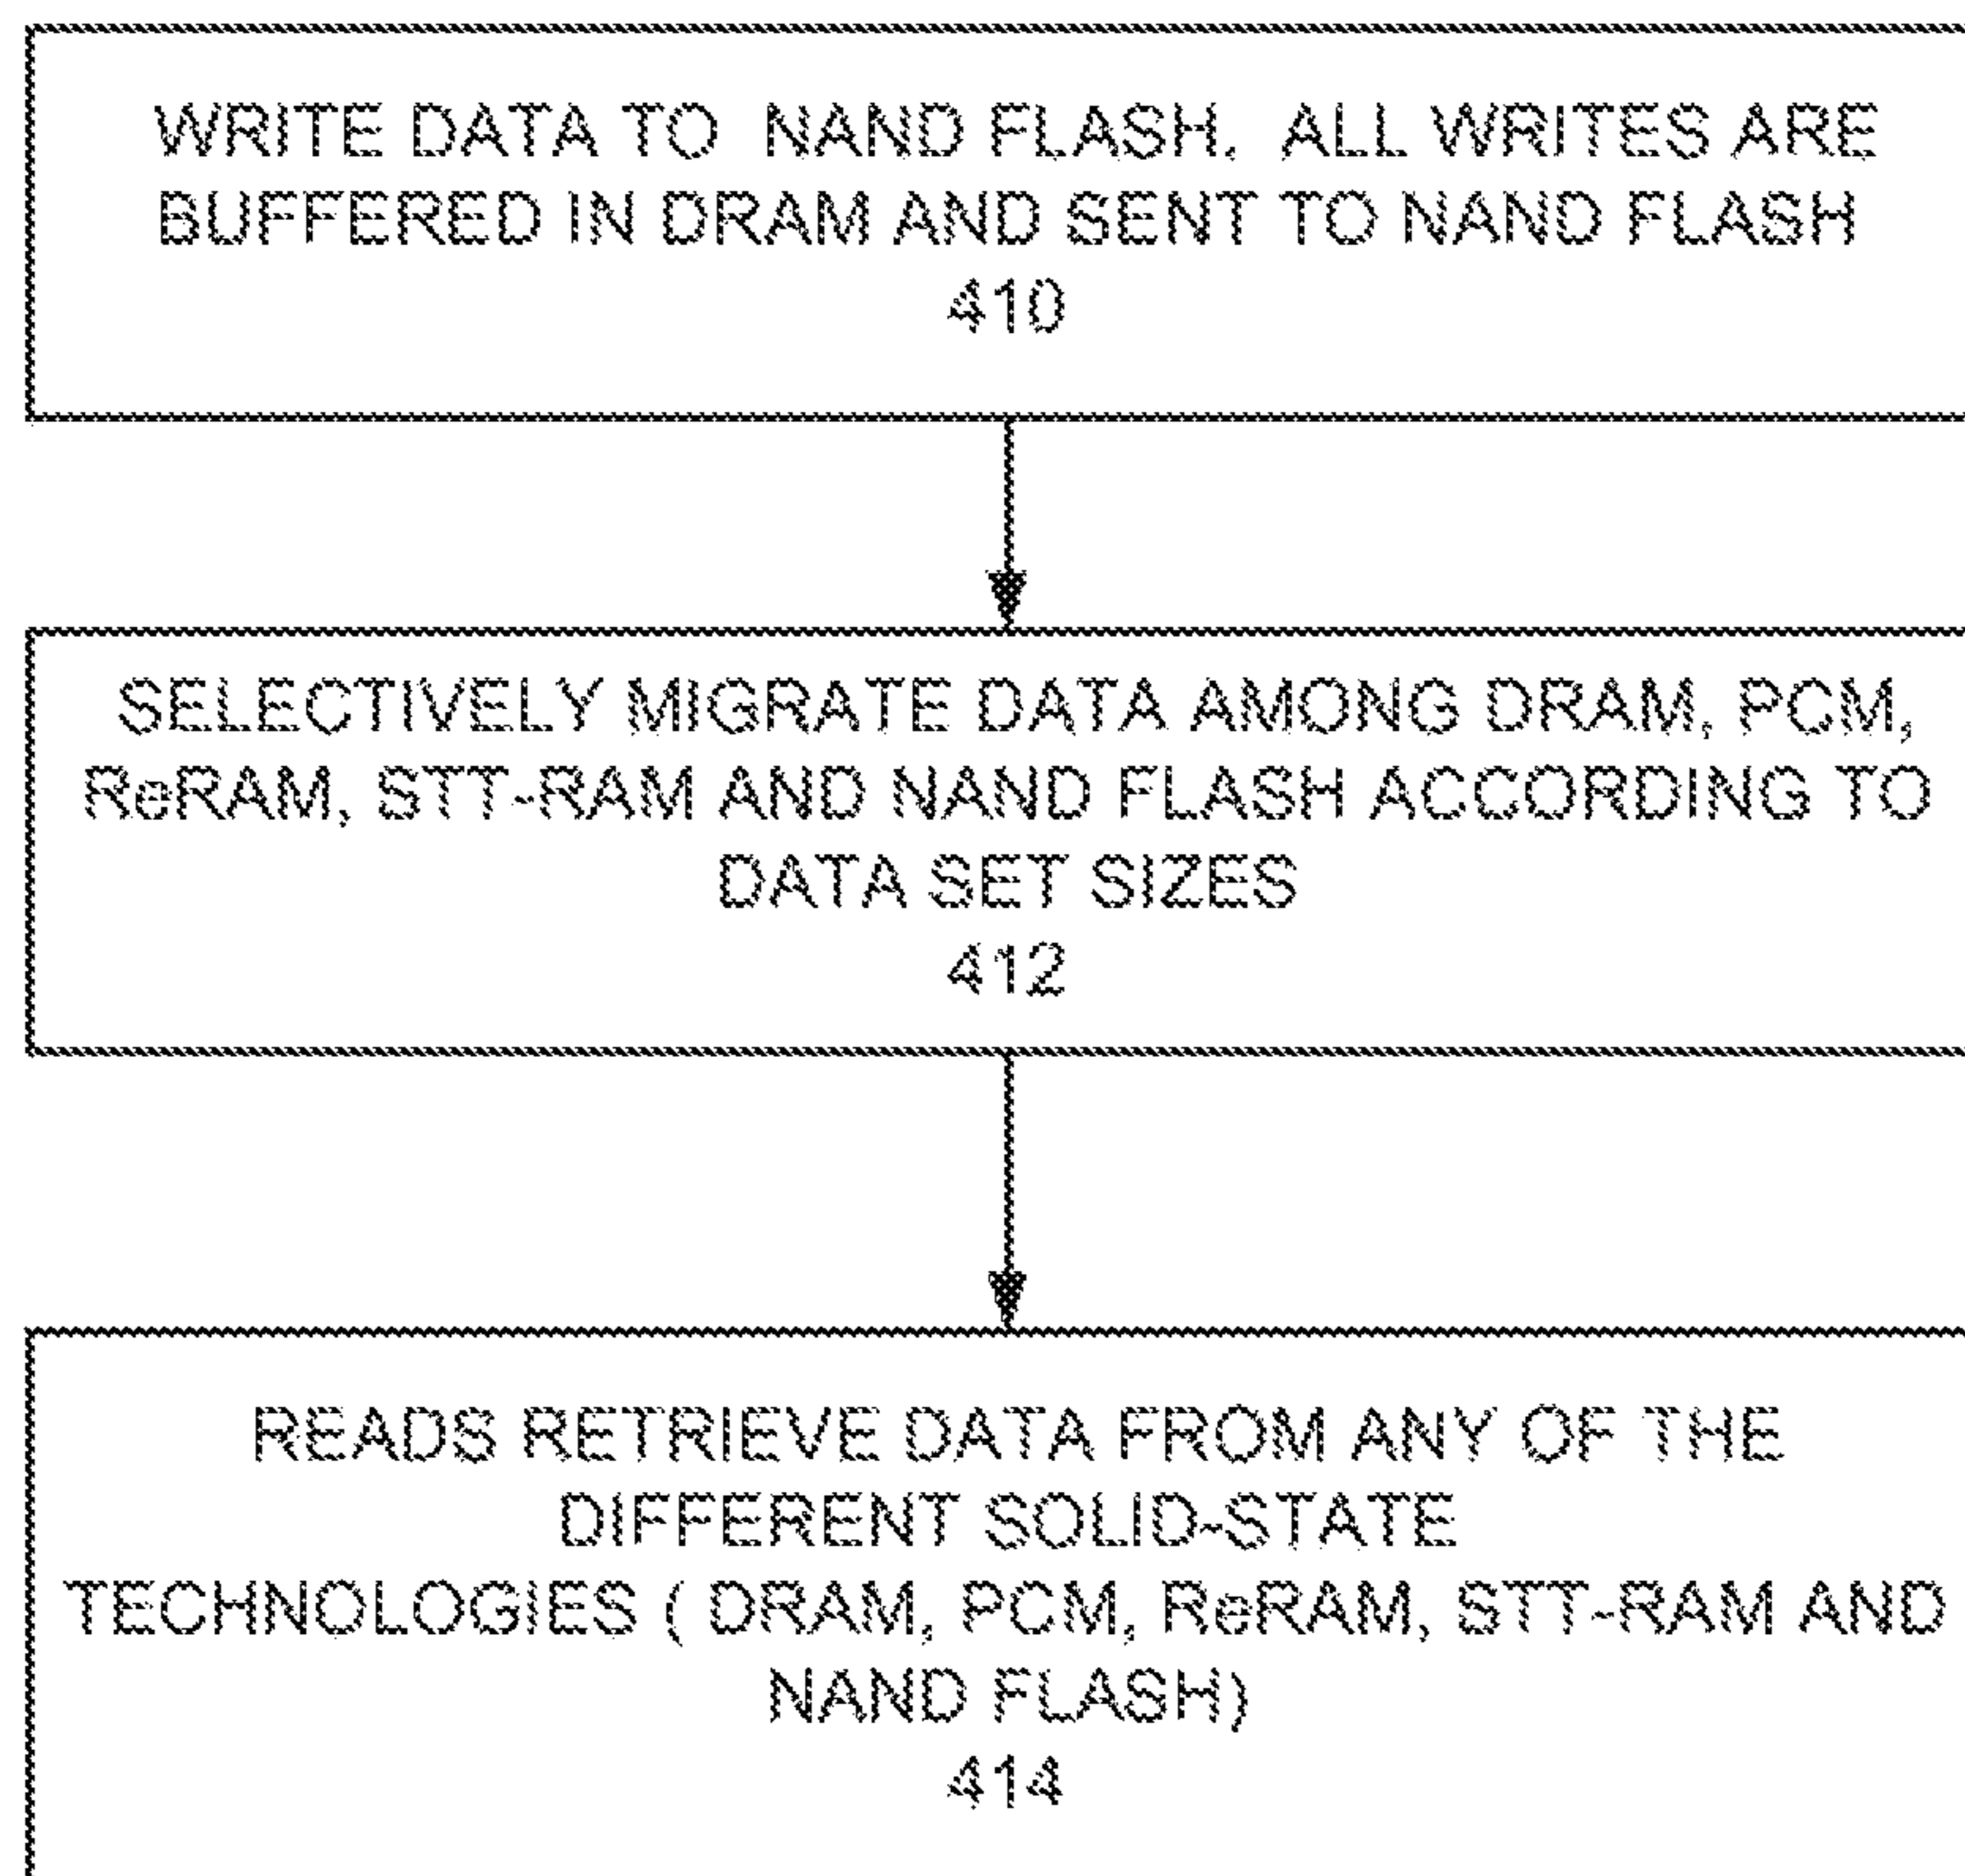 WRITE DATA TO NAND FLASH. ALL WRITES ARE
BUFFERED IN DRAM AND SENT TO NAND FLASH
410
SELECTIVELY MIGRATE DATA AMONG DRAM, PCM,
ReRAM, STT-RAM AND NAND FLASH ACCORDING TO
DATA SET SIZES
412
READS RETRIEVE DATA FROM ANY OF THE
DIFFERENT SOLID-STATE
TECHNOLOGIES ( DRAM, PCM, ReRAM, STT-RAM AND
NAND FLASH)
414